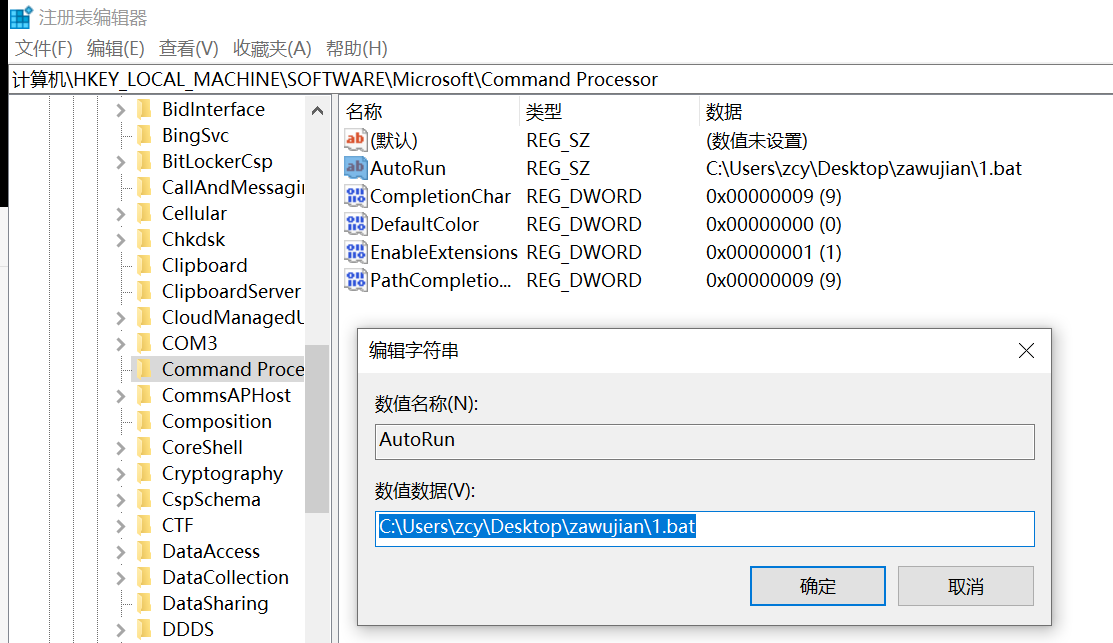 注册表编辑器
文件(F) 编辑(E) 查看(V) 收藏夹(A) 帮助(H)
计算机\HKEY_LOCAL_MACHINE\SOFTWARE\Microsoft\Command Processor
BidInterface
BingSvc
BitLockerCsp
CallAndMessagin
Cellular
Chkdsk
Clipboard
ClipboardServer
CloudManagedU
COM3
Command Proce
CommsAPHost
Composition
CoreShell
Cryptography
CspSchema
CTF
DataAccess
DataCollection
DataSharing
DDDS
名称 类型 数据
(默认) REG_SZ (数值未设置)
AutoRun REG_SZ C:\Users\zcy\Desktop\zawujian\1.bat
CompletionChar REG_DWORD 0x00000009 (9)
DefaultColor REG_DWORD 0x00000000 (0)
EnableExtensions REG_DWORD 0x00000001 (1)
PathCompletio... REG_DWORD 0x00000009 (9)
编辑字符串
数值名称(N):
AutoRun
数值数据(V):
C:\Users\zcy\Desktop\zawujian\1.bat
确定 取消